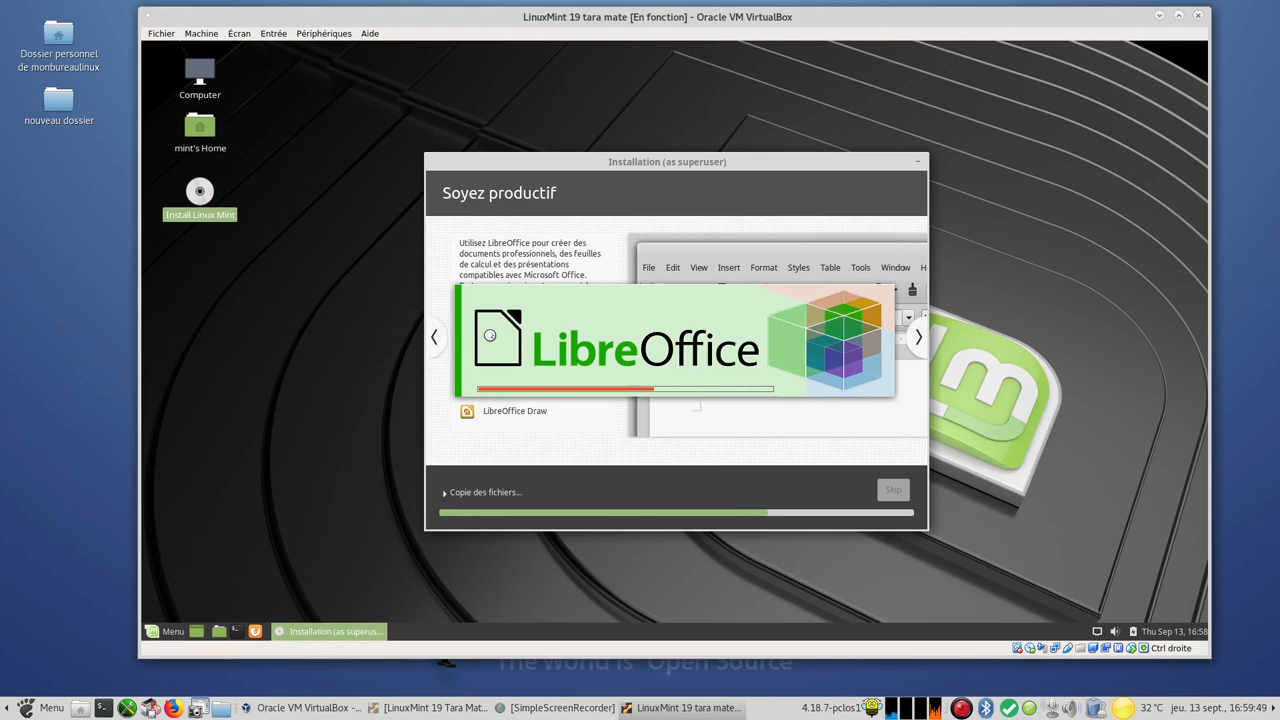 LinuxMint 19 tara mate [En fonction] - Oracle VM VirtualBox
Fichier Machine Écran Entrée Périphériques Aide
Dossier personnel
de monbureaulinux
nouveau dossier
Computer
mint's Home
Install Linux Mint
Installation (as superuser)
Soyez productif
Utilisez LibreOffice pour créer des
documents professionnels, des feuilles
de calcul et des présentations
compatibles avec Microsoft Office.
File Edit View Insert Format Styles Table Tools Window H
LibreOffice
LibreOffice Draw
Copie des fichiers...
Skip
Menu Installation (as superus... Thu Sep 13, 16:58
Ctrl droite
The World is 'Open Source'
Menu Oracle VM VirtualBox -... [LinuxMint 19 Tara Mat... [SimpleScreenRecorder] LinuxMint 19 tara mate... 4.18.7-pclos1 32 °C jeu. 13 sept., 16:59:49